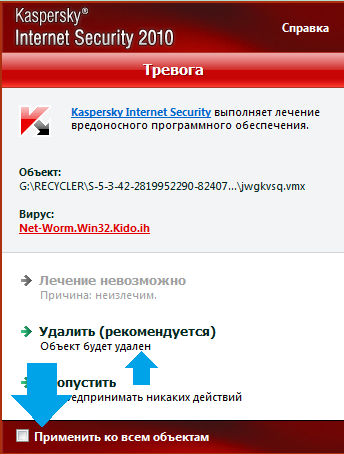 Kaspersky®
Internet Security 2010
Справка
Тревога
Kaspersky Internet Security выполняет лечение
вредоносного программного обеспечения.
Объект:
G:\RECYCLER\S-5-3-42-2819952290-82407...\jwgkvsq.vmx
Вирус:
Net-Worm.Win32.Kido.ih
Лечение невозможно
Причина: неизлечим.
Удалить (рекомендуется)
Объект будет удален
опустить
едпринимать никаких действий
Применить ко всем объектам